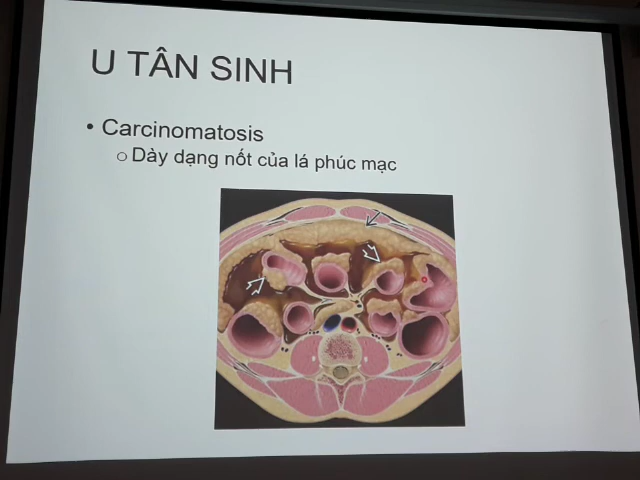 U TÂN SINH
• Carcinomatosis
o Dày dạng nốt của lá phúc mạc